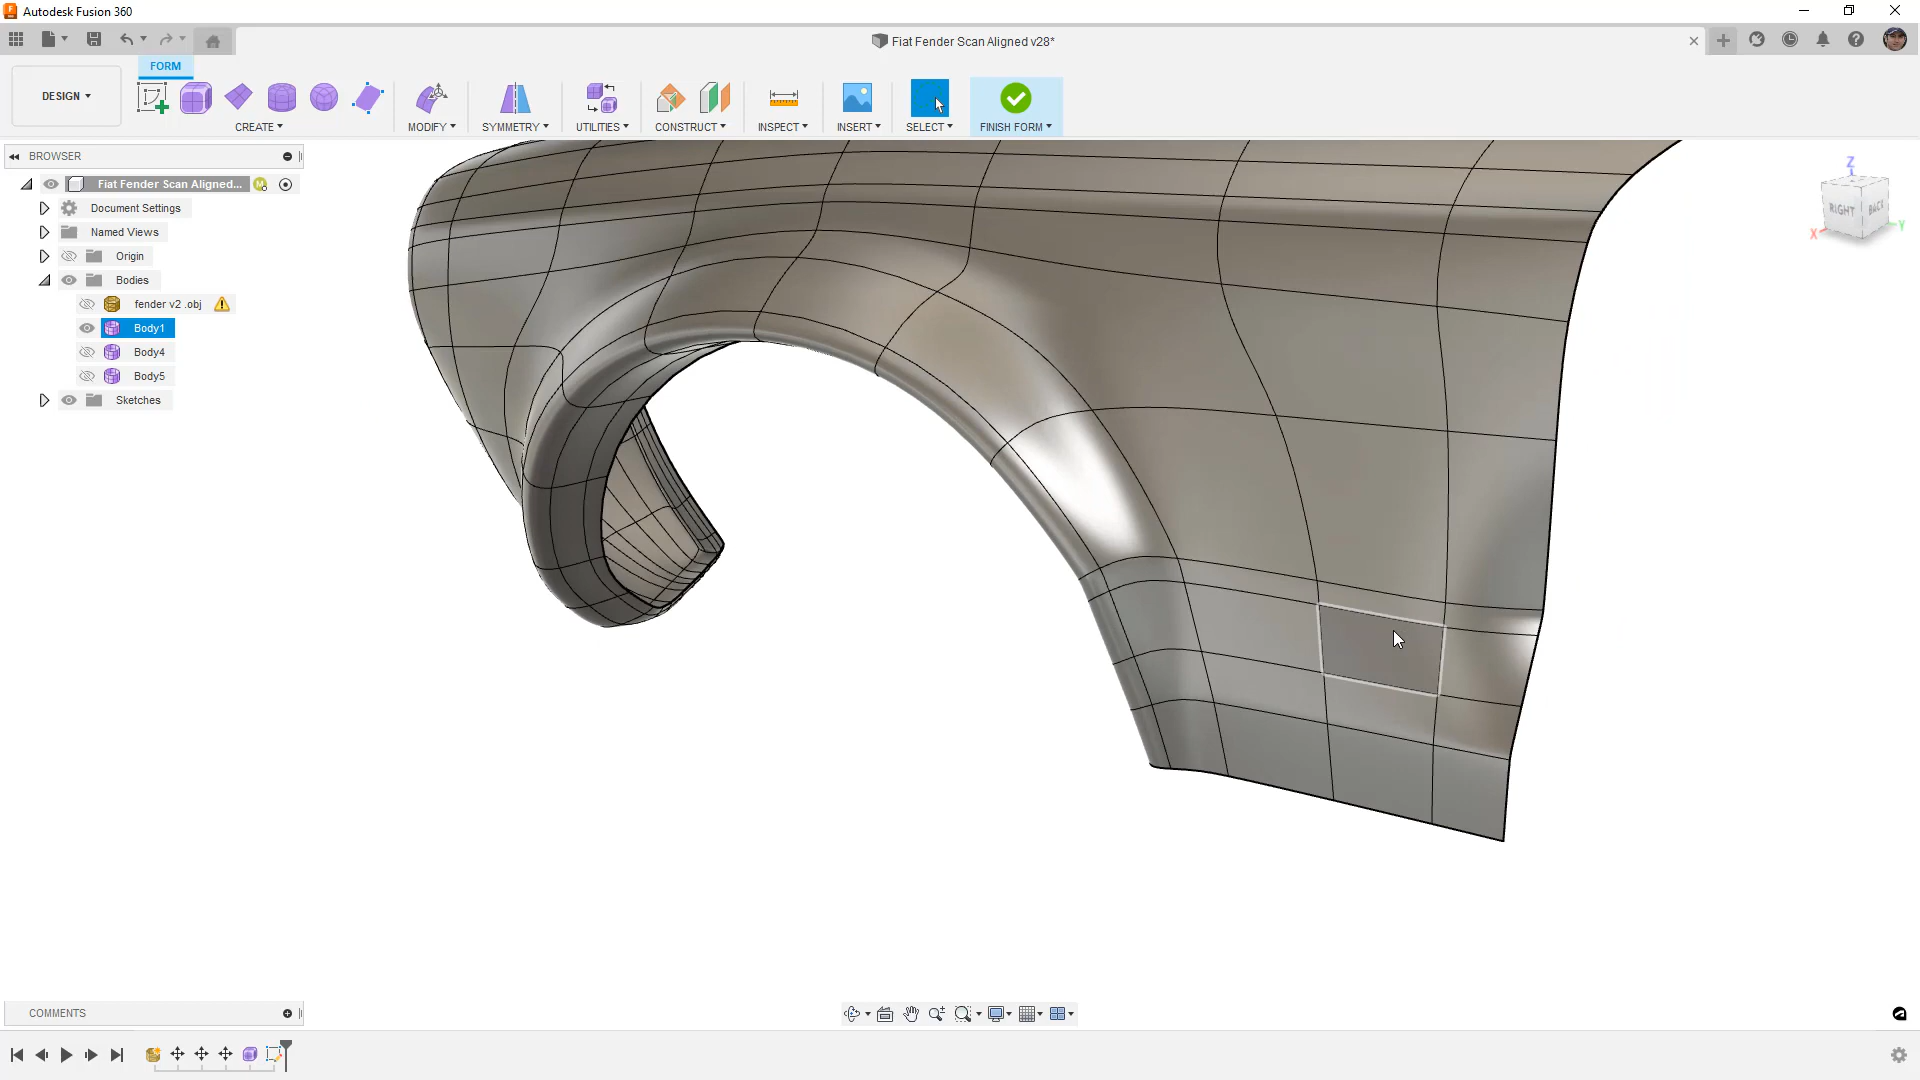 Autodesk Fusion 360
Fiat Fender Scan Aligned v28*
DESIGN
FORM
CREATE
MODIFY
SYMMETRY
UTILITIES
CONSTRUCT
INSPECT
INSERT
SELECT
FINISH FORM
BROWSER
Fiat Fender Scan Aligned...
M
Document Settings
Named Views
Origin
Bodies
fender v2 .obj
Body1
Body4
Body5
Sketches
Z
RIGHT
BACK
X
Y
COMMENTS